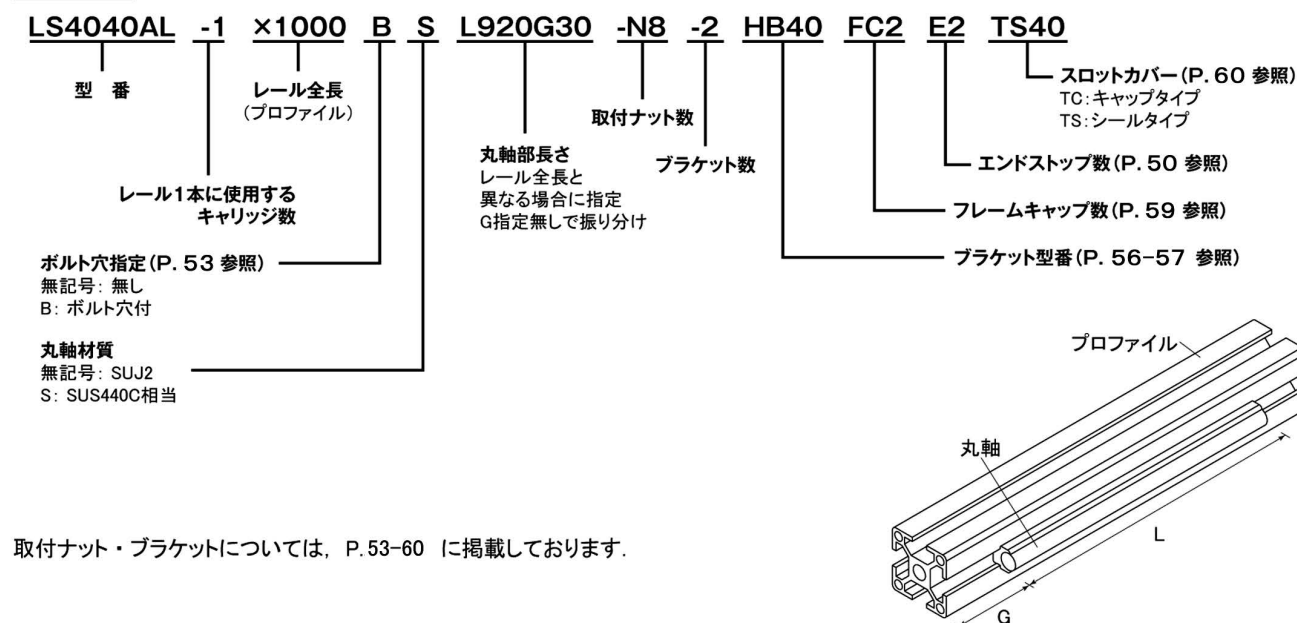 LS4040AL -1 ×1000 B S L920G30 -N8 -2 HB40 FC2 E2 TS40
型 番
レール全長
(プロファイル)
レール1本に使用する
キャリッジ数
ボルト穴指定(P. 53 参照)
無記号: 無し
B: ボルト穴付
丸軸材質
無記号: SUJ2
S: SUS440C相当
丸軸部長さ
レール全長と
異なる場合に指定
G指定無しで振り分け
取付ナット数
ブラケット数
スロットカバー(P. 60 参照)
TC:キャップタイプ
TS:シールタイプ
エンドストップ数(P. 50 参照)
フレームキャップ数(P. 59 参照)
ブラケット型番(P. 56-57 参照)
プロファイル
丸軸
L
G
取付ナット・ブラケットについては, P.53-60 に掲載しております.